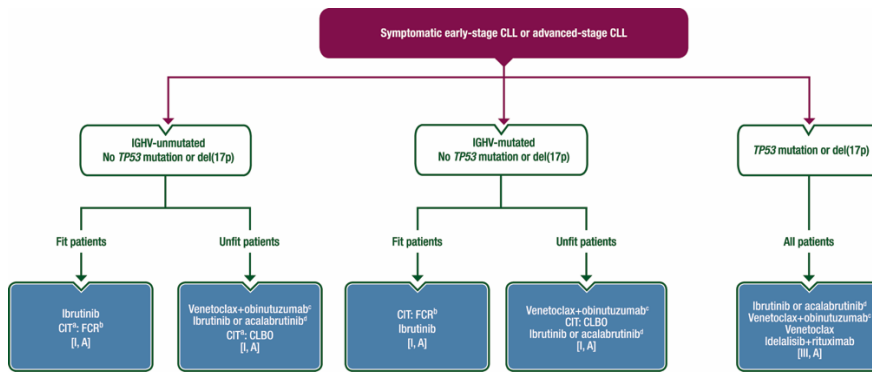 Symptomatic early-stage CLL or advanced-stage CLL
IGHV-unmutated
No TP53 mutation or del(17p)
IGHV-mutated
No TP53 mutation or del(17p)
TP53 mutation or del(17p)
Fit patients
Unfit patients
Fit patients
Unfit patients
All patients
Ibrutinib
CITᵃ: FCRᵇ
[I, A]
Venetoclax+obinutuzumabᶜ
Ibrutinib or acalabrutinibᵈ
CITᵃ: CLBO
[I, A]
CIT: FCRᵇ
Ibrutinib
[I, A]
Venetoclax+obinutuzumabᶜ
CIT: CLBO
Ibrutinib or acalabrutinibᵈ
[I, A]
Ibrutinib or acalabrutinibᵈ
Venetoclax+obinutuzumabᶜ
Venetoclax
Idelalisib+rituximab
[III, A]